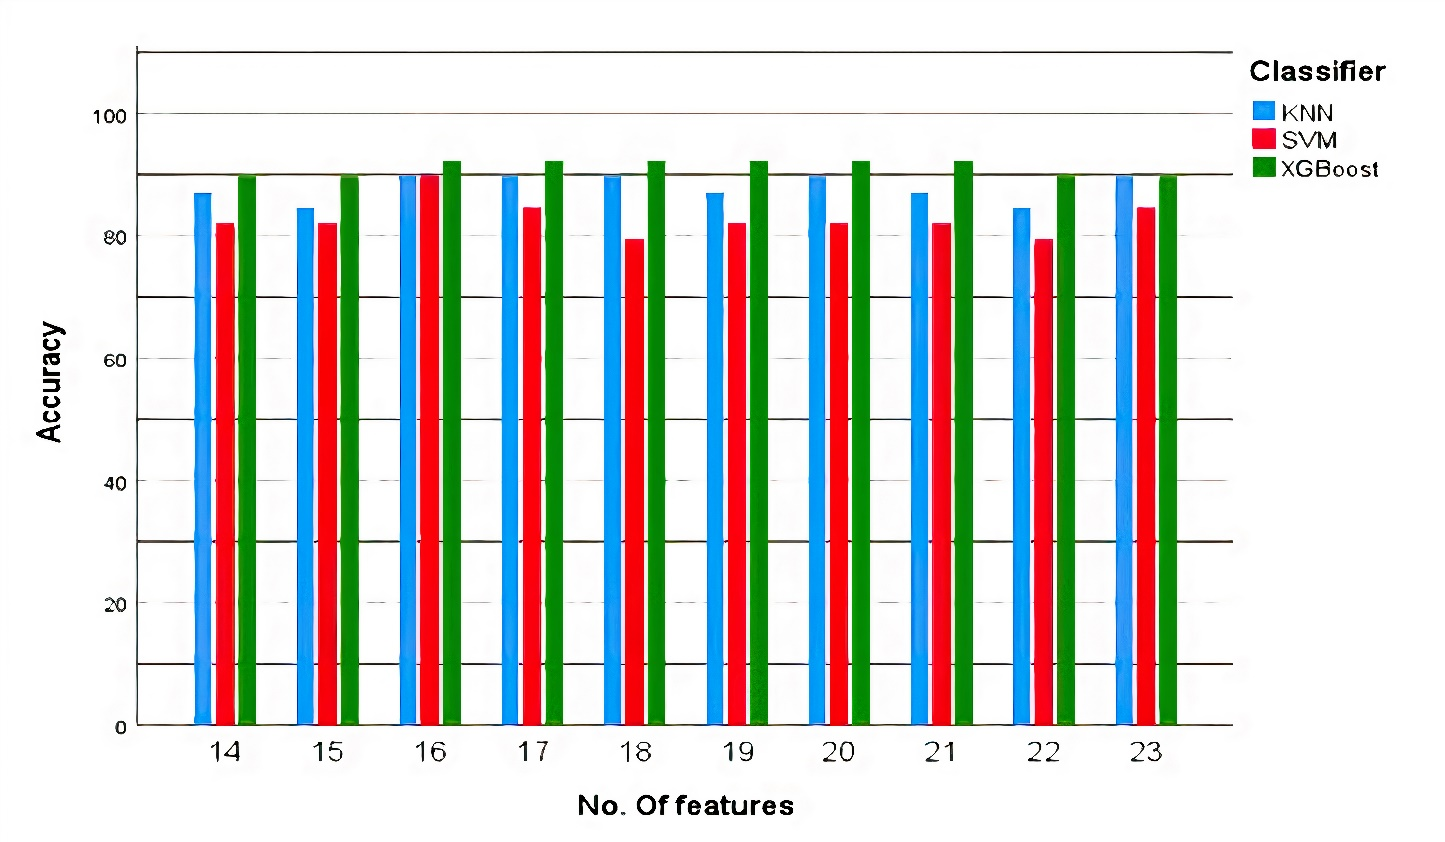 Classifier
KNN
SVM
XGBoost
100
80
60
40
20
0
Accuracy
14 15 16 17 18 19 20 21 22 23
No. Of features